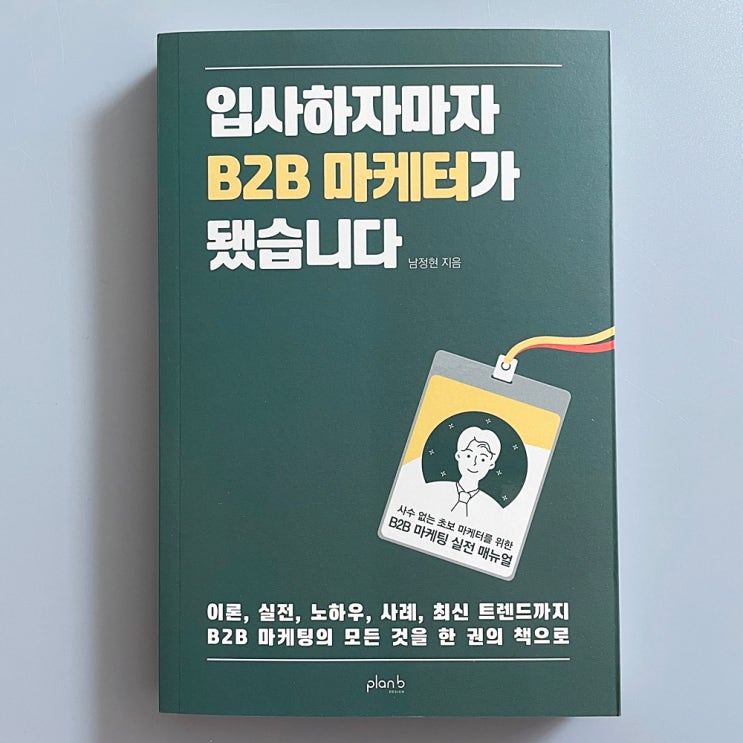 입사하자마자
B2B 마케터가
됐습니다
남정현 지음
사수 없는 초보 마케터를 위한
B2B 마케팅 실전 매뉴얼
이론, 실전, 노하우, 사례, 최신 트렌드까지
B2B 마케팅의 모든 것을 한 권의 책으로
plan b
DESIGN